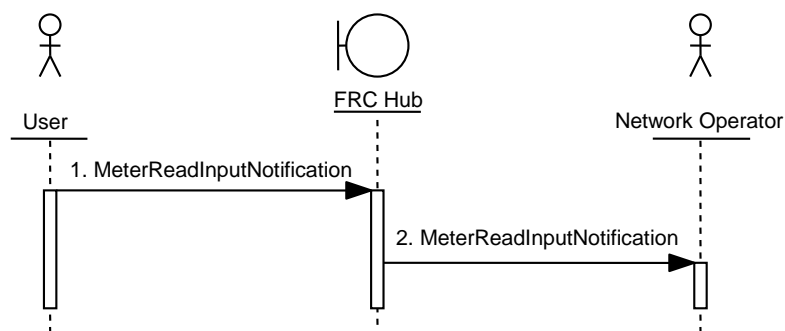 FRC Hub
User
Network Operator
1. MeterReadInputNotification
2. MeterReadInputNotification